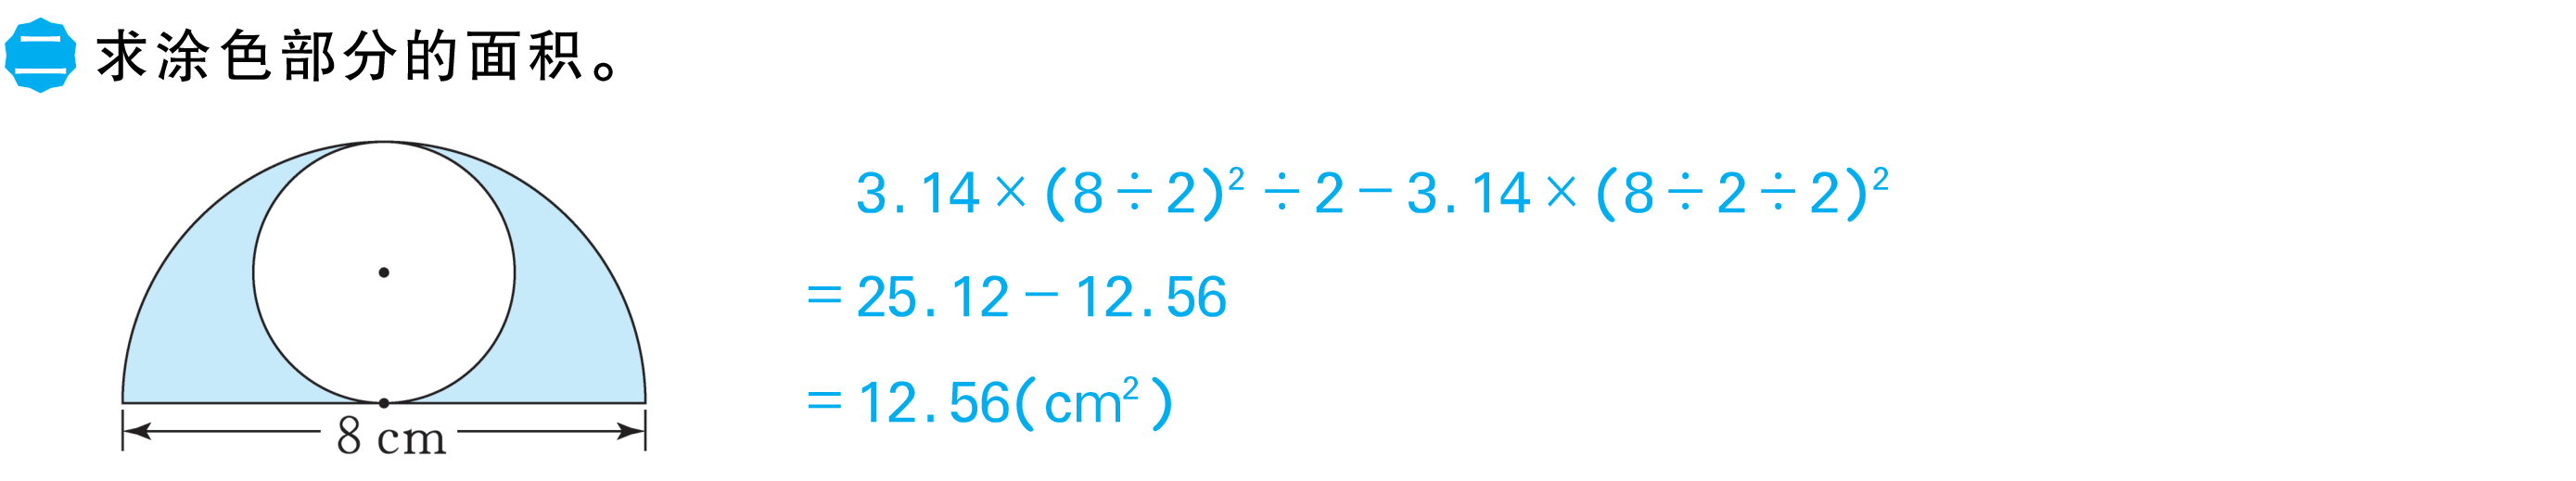 二 求涂色部分的面积。
3.14×(8÷2)²÷2-3.14×(8÷2÷2)²
=25.12-12.56
=12.56(cm²)
8 cm